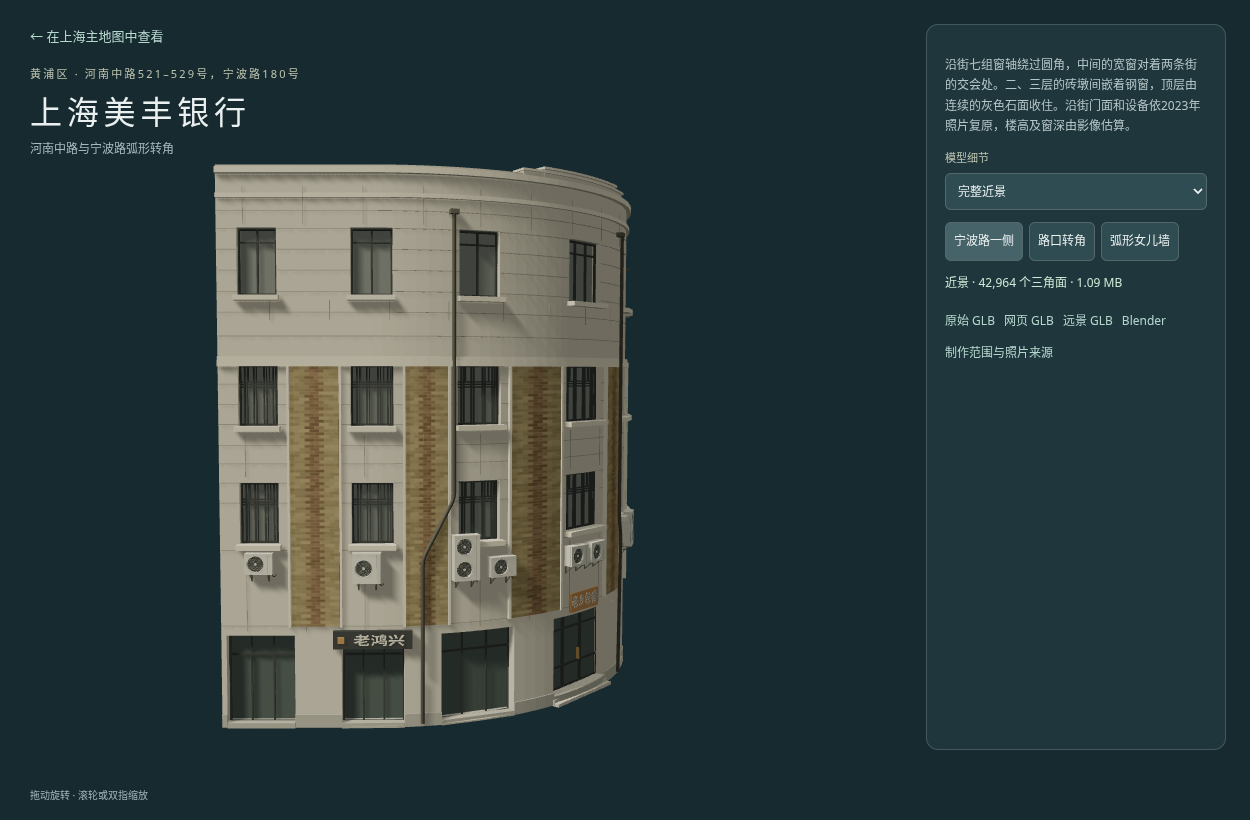 ← 在上海主地图中查看
黄浦区 · 河南中路521–529号，宁波路180号
上海美丰银行
河南中路与宁波路弧形转角
老鸿兴
拖动旋转 · 滚轮或双指缩放
沿街七组窗轴绕过圆角，中间的宽窗对着两条街
的交会处。二、三层的砖墩间嵌着钢窗，顶层由
连续的灰色石面收住。沿街门面和设备依2023年
照片复原，楼高及窗深由影像估算。
模型细节
完整近景
宁波路一侧 路口转角 弧形女儿墙
近景 · 42,964 个三角面 · 1.09 MB
原始 GLB 网页 GLB 远景 GLB Blender
制作范围与照片来源